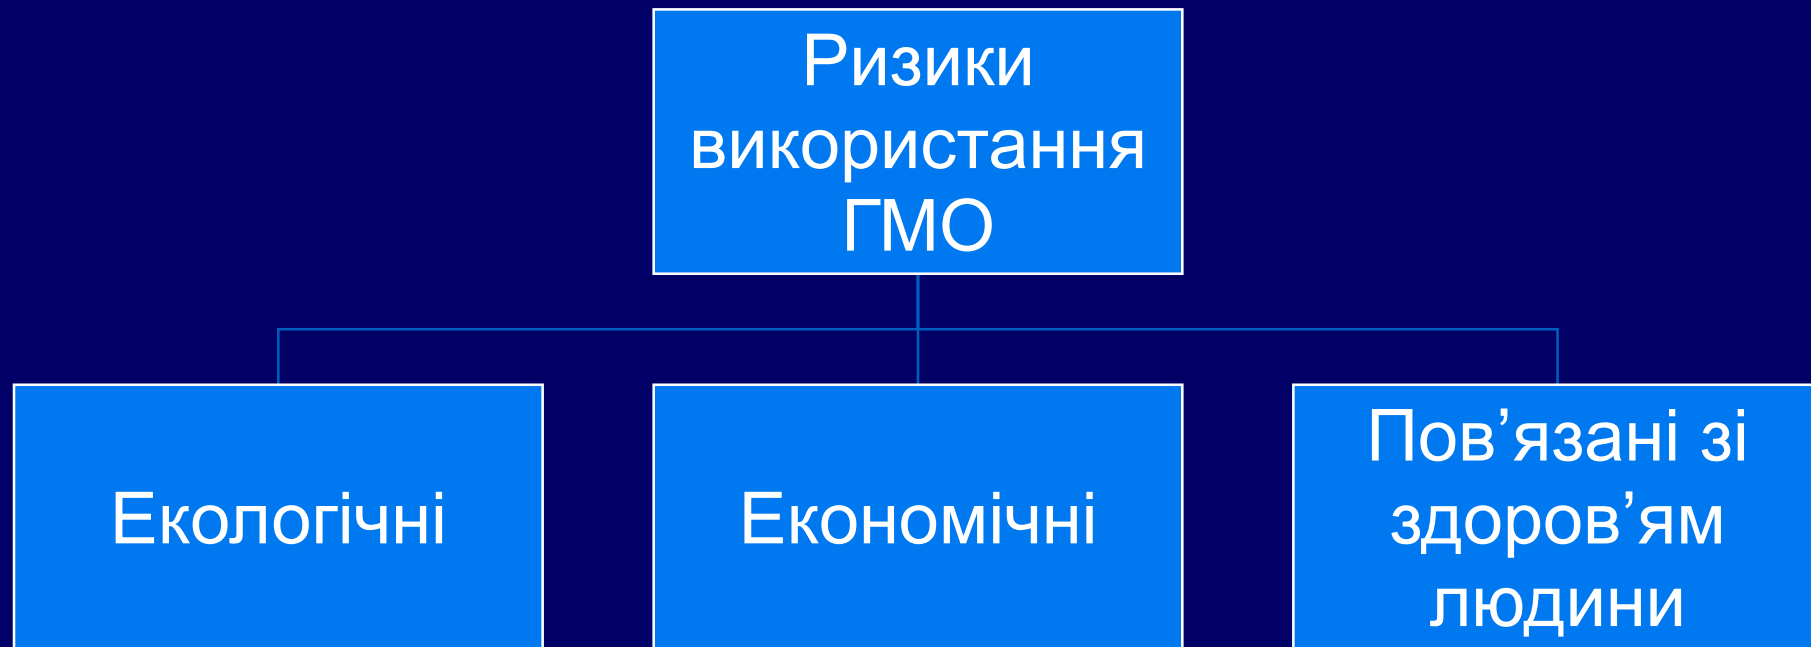 Ризики
використання
ГМО
Екологічні
Економічні
Пов’язані зі
здоров’ям
людини